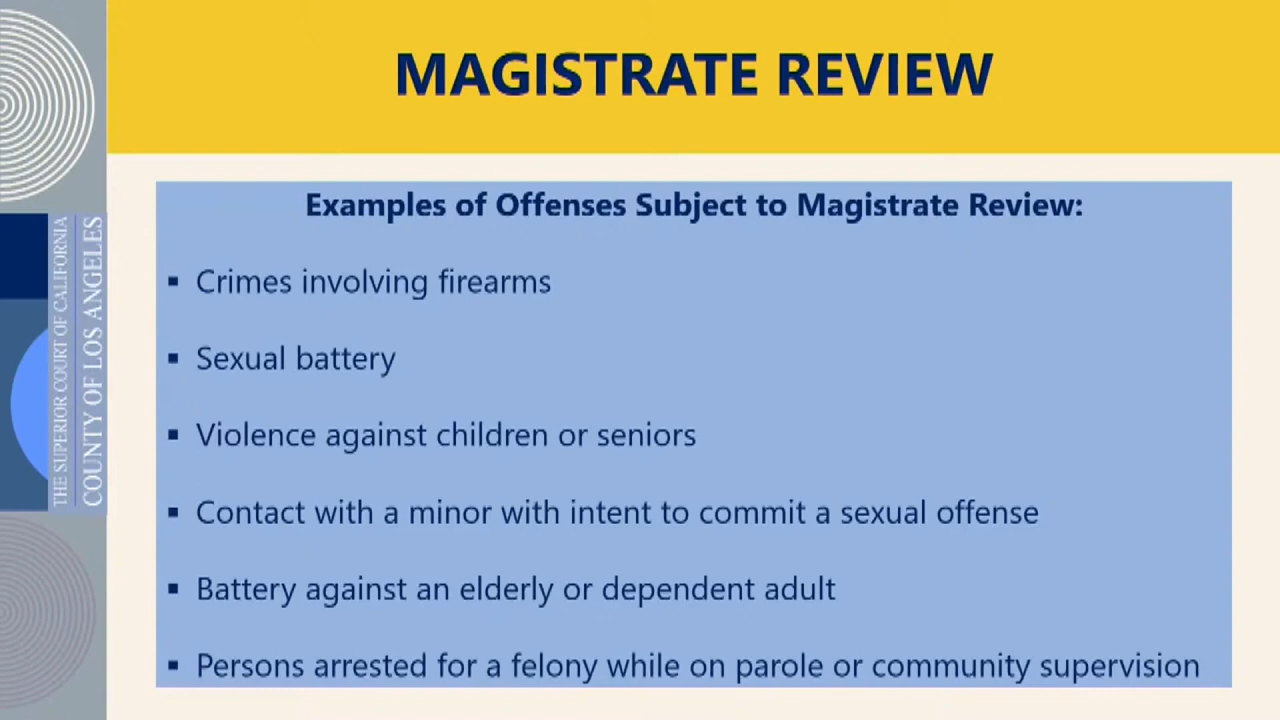 MAGISTRATE REVIEW
THE SUPERIOR COURT OF CALIFORNIA
COUNTY OF LOS ANGELES
Examples of Offenses Subject to Magistrate Review:
▪ Crimes involving firearms
▪ Sexual battery
▪ Violence against children or seniors
▪ Contact with a minor with intent to commit a sexual offense
▪ Battery against an elderly or dependent adult
▪ Persons arrested for a felony while on parole or community supervision